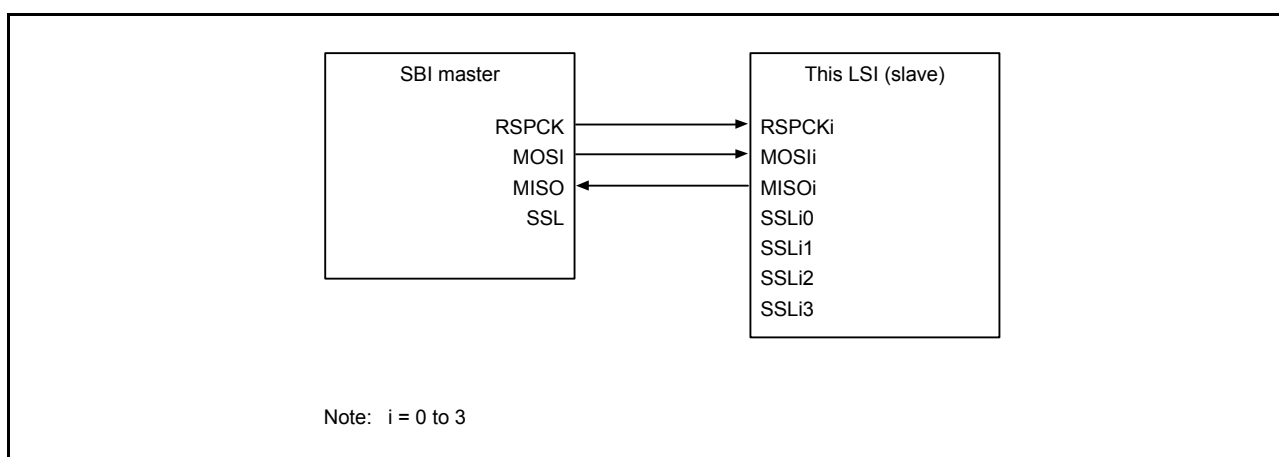 SBI master
RSPCK
MOSI
MISO
SSL
This LSI (slave)
RSPCKi
MOSIi
MISOi
SSLi0
SSLi1
SSLi2
SSLi3
Note: i = 0 to 3